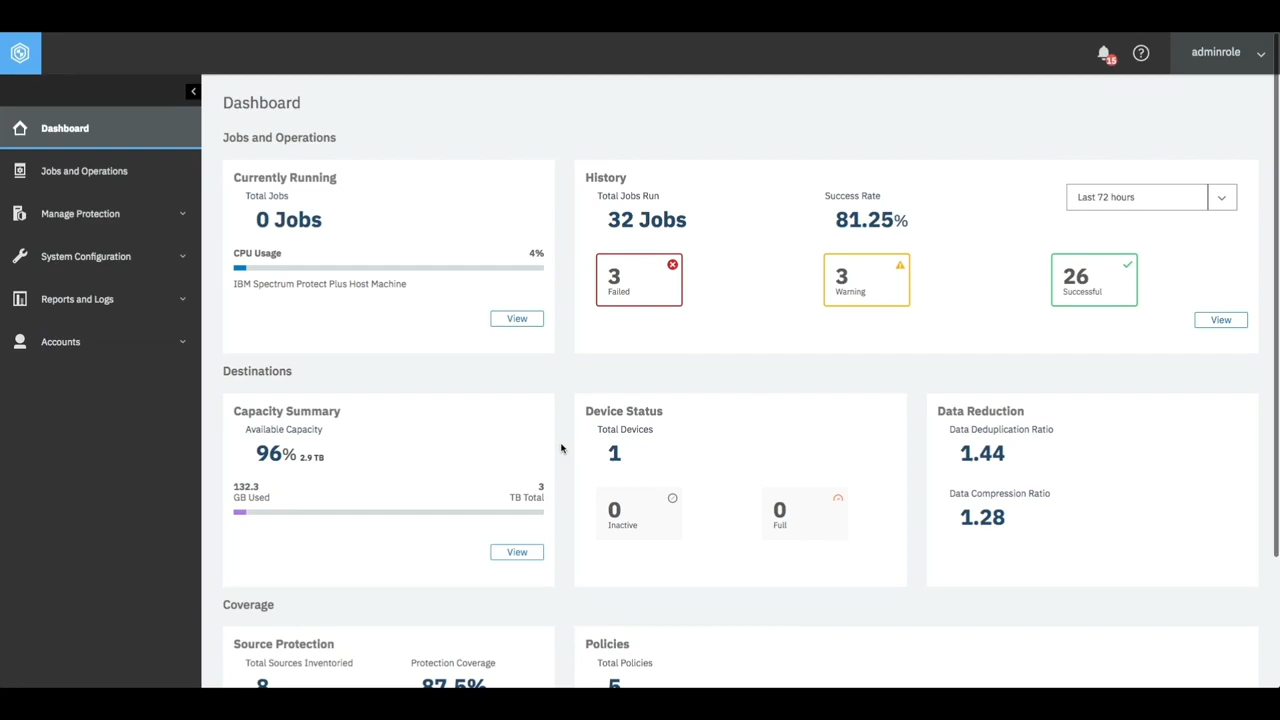 15
adminrole
Dashboard
Jobs and Operations
Manage Protection
System Configuration
Reports and Logs
Accounts
Dashboard
Jobs and Operations
Currently Running
Total Jobs
0 Jobs
CPU Usage 4%
IBM Spectrum Protect Plus Host Machine
View
History
Total Jobs Run
32 Jobs
Success Rate
81.25%
Last 72 hours
3
Failed
3
Warning
26
Successful
View
Destinations
Capacity Summary
Available Capacity
96% 2.9 TB
132.3 3
GB Used TB Total
View
Device Status
Total Devices
1
0
Inactive
0
Full
Data Reduction
Data Deduplication Ratio
1.44
Data Compression Ratio
1.28
Coverage
Source Protection
Total Sources Inventoried
8
Protection Coverage
87.5%
Policies
Total Policies
5